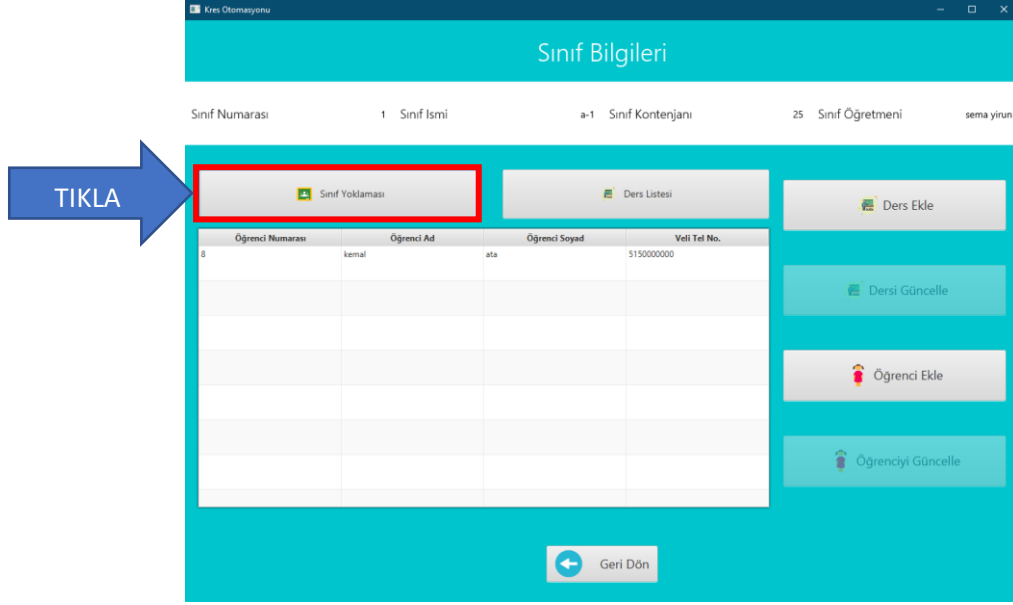 Kres Otomasyonu
Sınıf Bilgileri
Sınıf Numarası 1 Sınıf Ismi a-1 Sınıf Kontenjanı 25 Sınıf Öğretmeni sema yirun
TIKLA
Sınıf Yoklaması Ders Listesi
Ders Ekle
Öğrenci Numarası Öğrenci Ad Öğrenci Soyad Veli Tel No.
8 kemal ata 5150000000
Dersi Güncelle
Öğrenci Ekle
Öğrenciyi Güncelle
Geri Dön